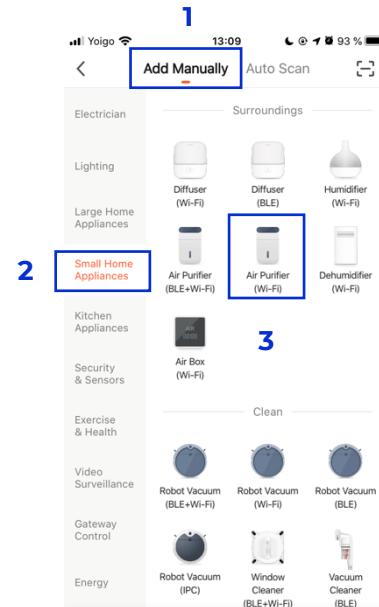 1
Yoigo 13:09 93 %
Add Manually Auto Scan
Electrician
Lighting
Large Home
Appliances
2
Small Home
Appliances
Kitchen
Appliances
Security
& Sensors
Exercise
& Health
Video
Surveillance
Gateway
Control
Energy
Surroundings
Diffuser
(Wi-Fi)
Diffuser
(BLE)
Humidifier
(Wi-Fi)
Air Purifier
(BLE+Wi-Fi)
Air Purifier
(Wi-Fi)
Dehumidifier
(Wi-Fi)
3
Air Box
(Wi-Fi)
Clean
Robot Vacuum
(BLE+Wi-Fi)
Robot Vacuum
(Wi-Fi)
Robot Vacuum
(BLE)
Robot Vacuum
(IPC)
Window
Cleaner
(BLE+Wi-Fi)
Vacuum
Cleaner
(BLE)